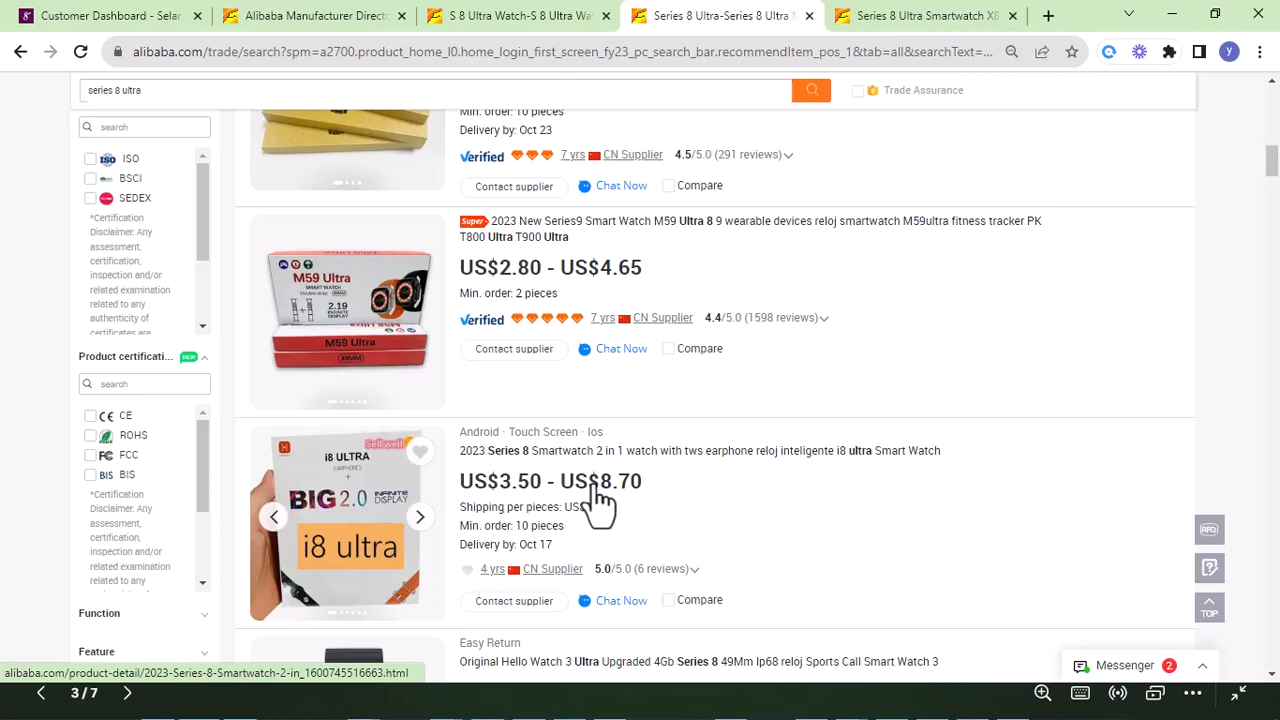 Customer Dashboard - Selar
Alibaba Manufacturer Directo
S 8 Ultra Watch-S 8 Ultra Wat
Series 8 Ultra-Series 8 Ultra M
Series 8 Ultra Smartwatch X8
alibaba.com/trade/search?spm=a2700.product_home_l0.home_login_first_screen_fy23_pc_search_bar.recommendItem_pos_1&tab=all&searchText=...
y
series 8 ultra
Trade Assurance
search
ISO
BSCI
SEDEX
*Certification
Disclaimer: Any
assessment,
certification,
inspection and/or
related examination
related to any
authenticity of
certificates are
Product certificati...
NEW
search
CE
ROHS
FCC
BIS BIS
*Certification
Disclaimer: Any
assessment,
certification,
inspection and/or
related examination
related to any
Function
Feature
Min. order: 10 pieces
Delivery by: Oct 23
Verified 7 yrs CN Supplier 4.5/5.0 (291 reviews)
Contact supplier Chat Now Compare
Super 2023 New Series9 Smart Watch M59 Ultra 8 9 wearable devices reloj smartwatch M59ultra fitness tracker PK
T800 Ultra T900 Ultra
US$2.80 - US$4.65
Min. order: 2 pieces
Verified 7 yrs CN Supplier 4.4/5.0 (1598 reviews)
Contact supplier Chat Now Compare
M59 Ultra
SMART WATCH
2.19
INFINITE
DISPLAY
M59 Ultra
49MM
Android · Touch Screen · Ios
2023 Series 8 Smartwatch 2 in 1 watch with tws earphone reloj inteligente i8 ultra Smart Watch
US$3.50 - US$8.70
Shipping per pieces: US
Min. order: 10 pieces
Delivery by: Oct 17
4 yrs CN Supplier 5.0/5.0 (6 reviews)
Contact supplier Chat Now Compare
Sell well
i8 ULTRA
EARPHONES
BIG 2.0 INFINITE
DISPLAY
i8 ultra
Easy Return
Original Hello Watch 3 Ultra Upgraded 4Gb Series 8 49Mm Ip68 reloj Sports Call Smart Watch 3
RFQ
TOP
Messenger 2
alibaba.com/product-detail/2023-Series-8-Smartwatch-2-in_1600745516663.html
3 / 7